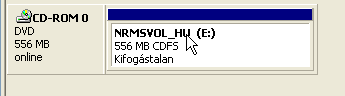 CD-ROM 0
DVD
556 MB
online
NRMSVOL_HU (E:)
556 MB CDFS
Kifogástalan